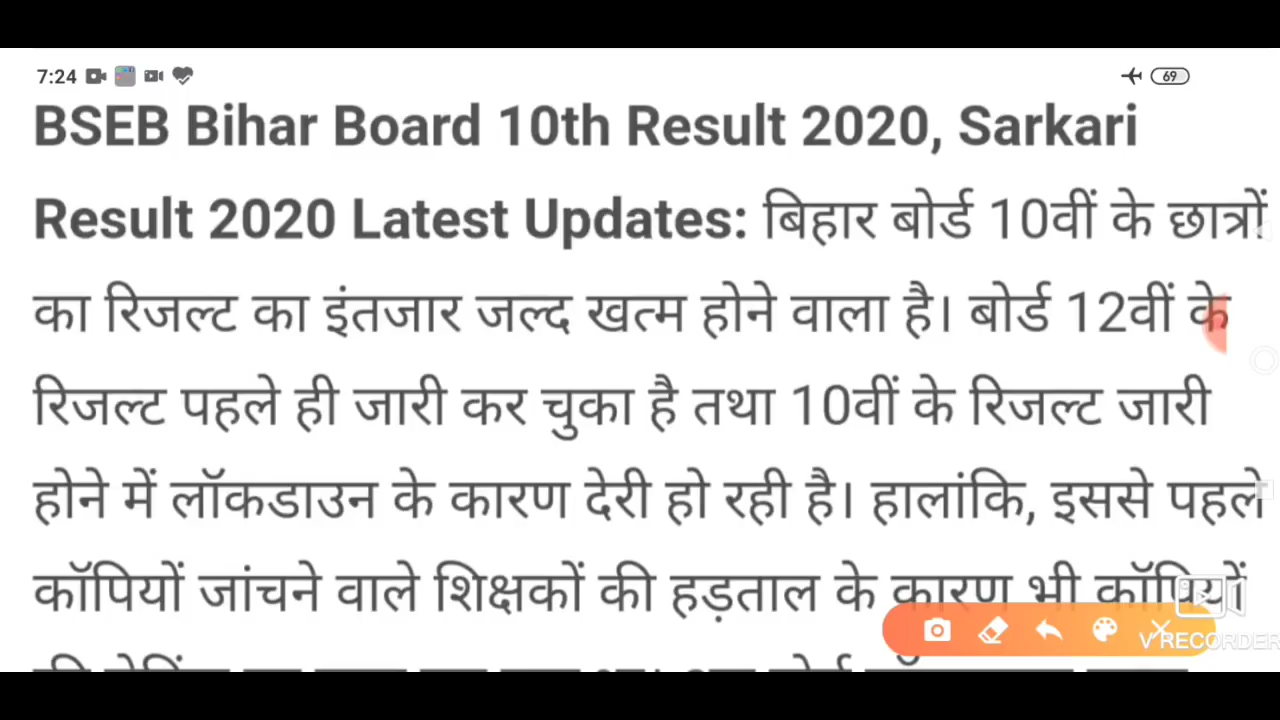 7:24
69
BSEB Bihar Board 10th Result 2020, Sarkari
Result 2020 Latest Updates: बिहार बोर्ड 10वीं के छात्रों
का रिजल्ट का इंतजार जल्द खत्म होने वाला है। बोर्ड 12वीं के
रिजल्ट पहले ही जारी कर चुका है तथा 10वीं के रिजल्ट जारी
होने में लॉकडाउन के कारण देरी हो रही है। हालांकि, इससे पहले
कॉपियों जांचने वाले शिक्षकों की हड़ताल के कारण भी कॉपियों
V RECORDER